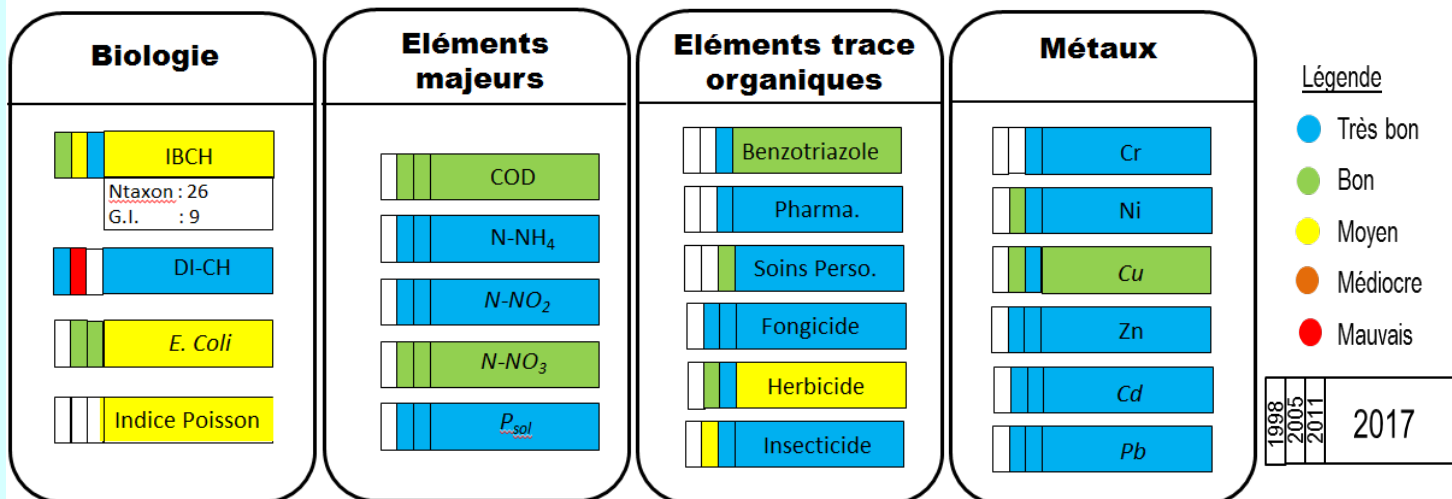 Biologie
IBCH
Ntaxon : 26
G.I. : 9
DI-CH
E. Coli
Indice Poisson
Eléments
majeurs
COD
N-NH4
N-NO2
N-NO3
Psol
Eléments trace
organiques
Benzotriazole
Pharma.
Soins Perso.
Fongicide
Herbicide
Insecticide
Métaux
Cr
Ni
Cu
Zn
Cd
Pb
Légende
Très bon
Bon
Moyen
Médiocre
Mauvais
1998
2005
2011
2017